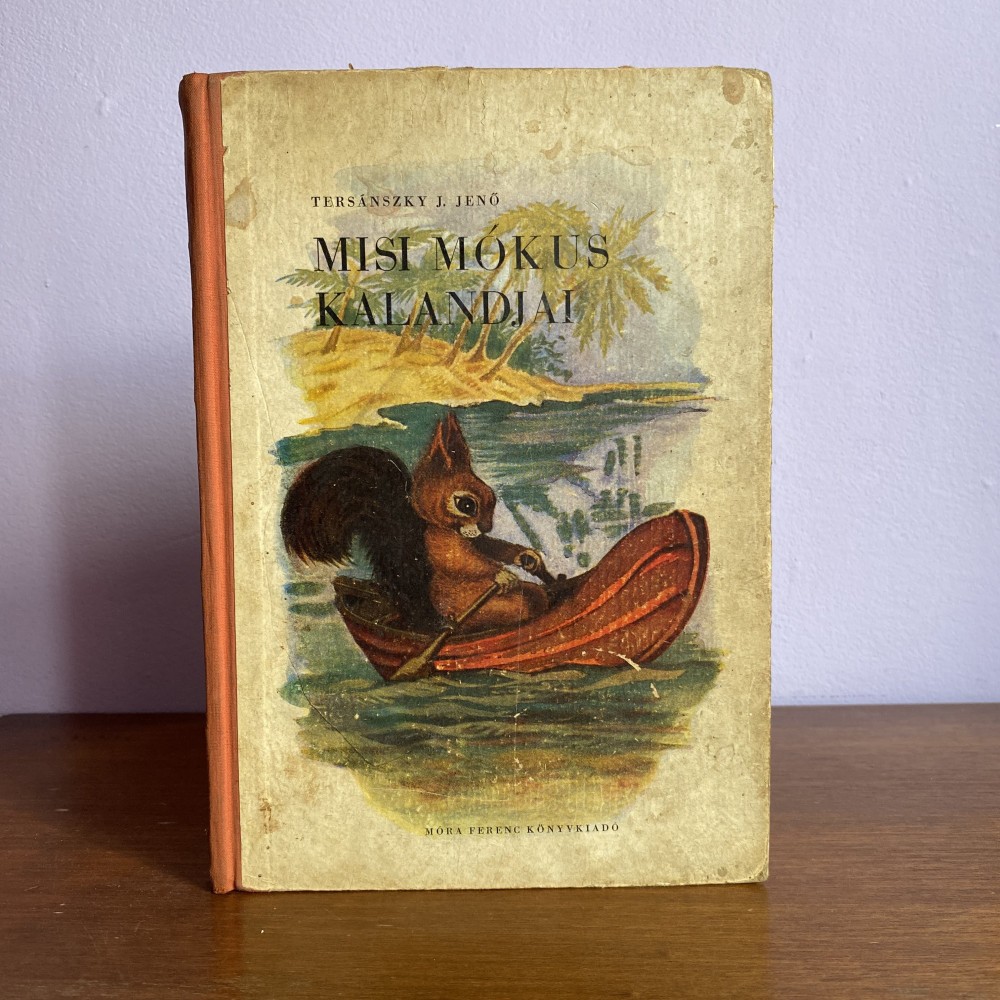 TERSÁNSZKY J. JENŐ
MISI MÓKUS
KALANDJAI
MÓRA FERENC KÖNYVKIADÓ